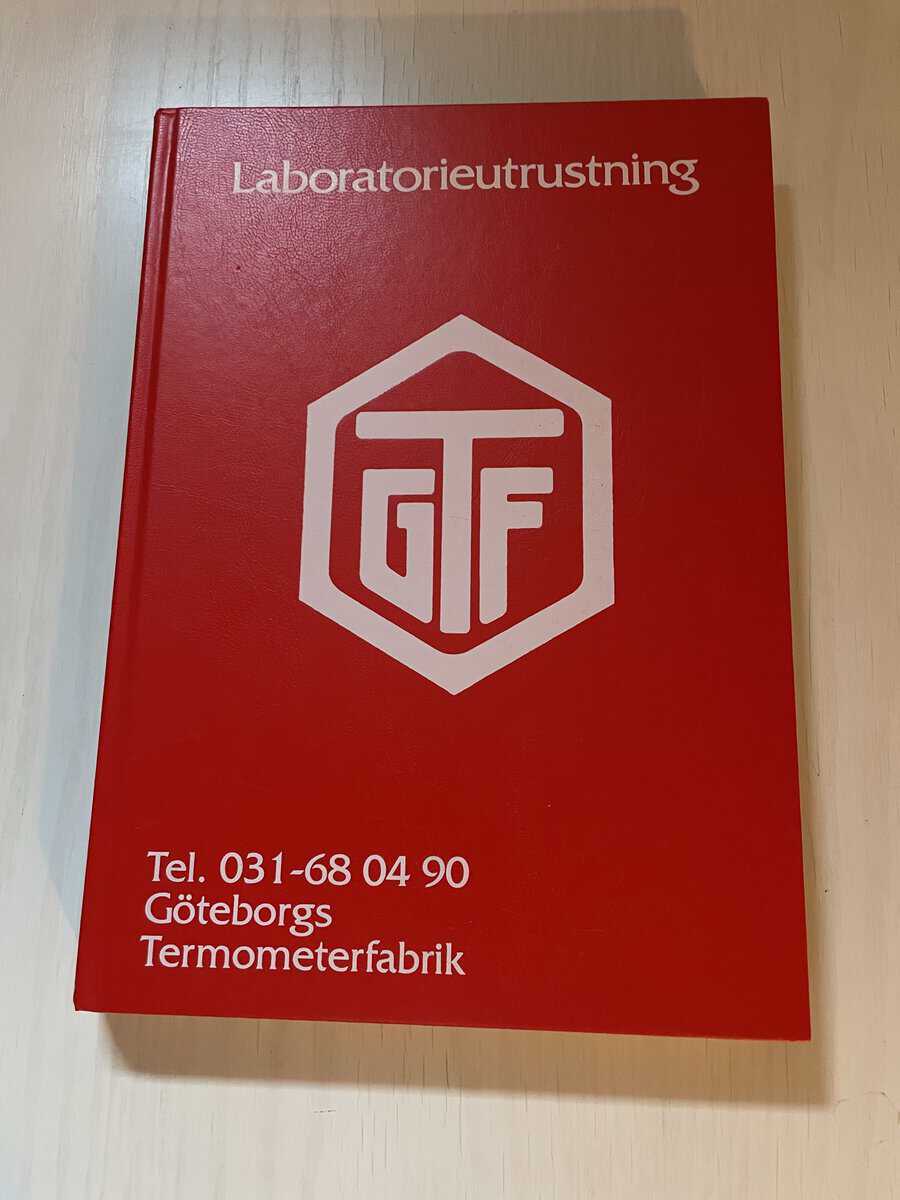 Laboratorieutrustning
GTF
Tel. 031-68 04 90
Göteborgs
Termometerfabrik